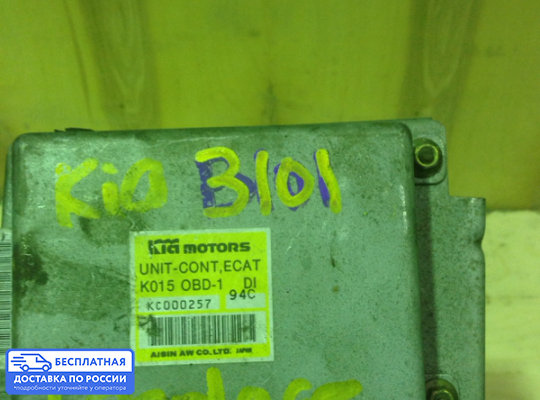 Kia B101
KIA MOTORS
UNIT-CONT,ECAT
K015 OBD-1 DI
KC000257 94C
AISIN AW CO.,LTD. JAPAN
БЕСПЛАТНАЯ
ДОСТАВКА ПО РОССИИ
подробности уточняйте у оператора